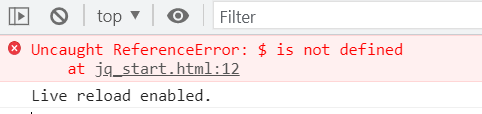 top ▼ Filter
Uncaught ReferenceError: $ is not defined
at jq_start.html:12
Live reload enabled.